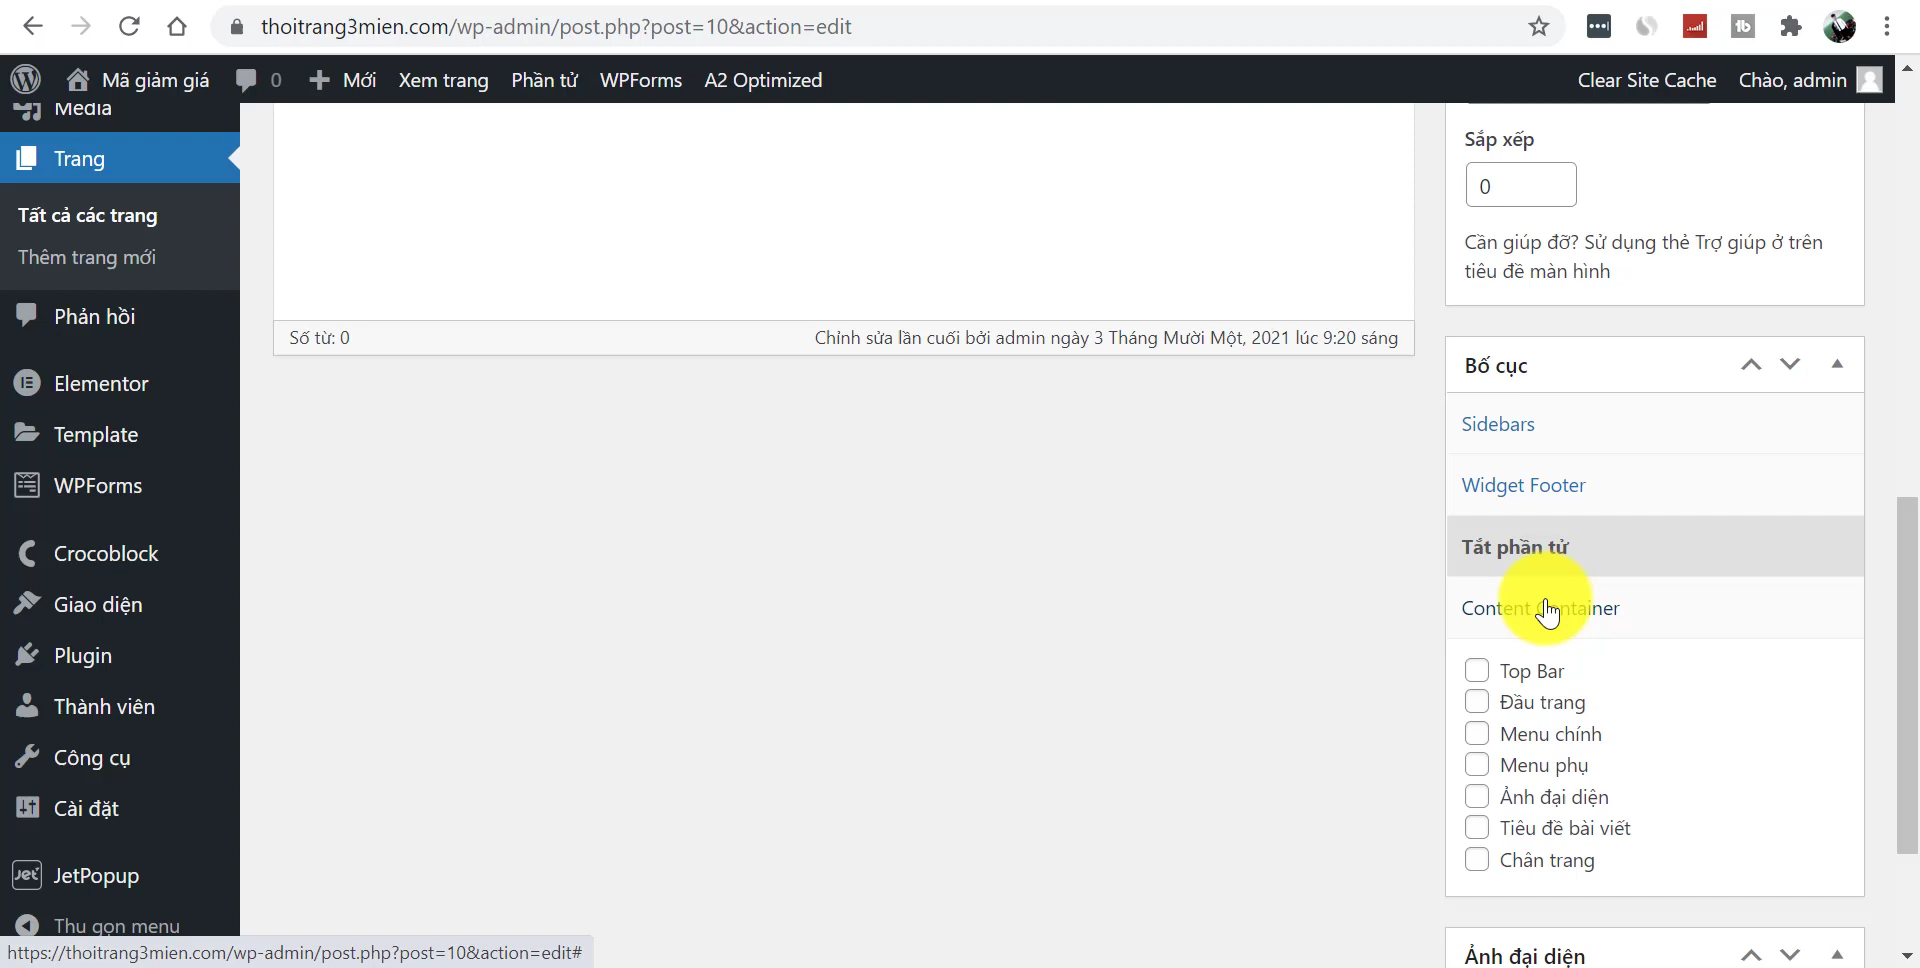 thoitrang3mien.com/wp-admin/post.php?post=10&action=edit
Mã giảm giá 0 Mới Xem trang Phần tử WPForms A2 Optimized Clear Site Cache Chào, admin
Media
Trang
Tất cả các trang
Thêm trang mới
Phản hồi
Elementor
Template
WPForms
Crocoblock
Giao diện
Plugin
Thành viên
Công cụ
Cài đặt
JetPopup
Thu gọn menu
https://thoitrang3mien.com/wp-admin/post.php?post=10&action=edit#
Số từ: 0 Chỉnh sửa lần cuối bởi admin ngày 3 Tháng Mười Một, 2021 lúc 9:20 sáng
Sắp xếp
0
Cần giúp đỡ? Sử dụng thẻ Trợ giúp ở trên
tiêu đề màn hình
Bố cục
Sidebars
Widget Footer
Tắt phần tử
Content Container
Top Bar
Đầu trang
Menu chính
Menu phụ
Ảnh đại diện
Tiêu đề bài viết
Chân trang
Ảnh đại diện